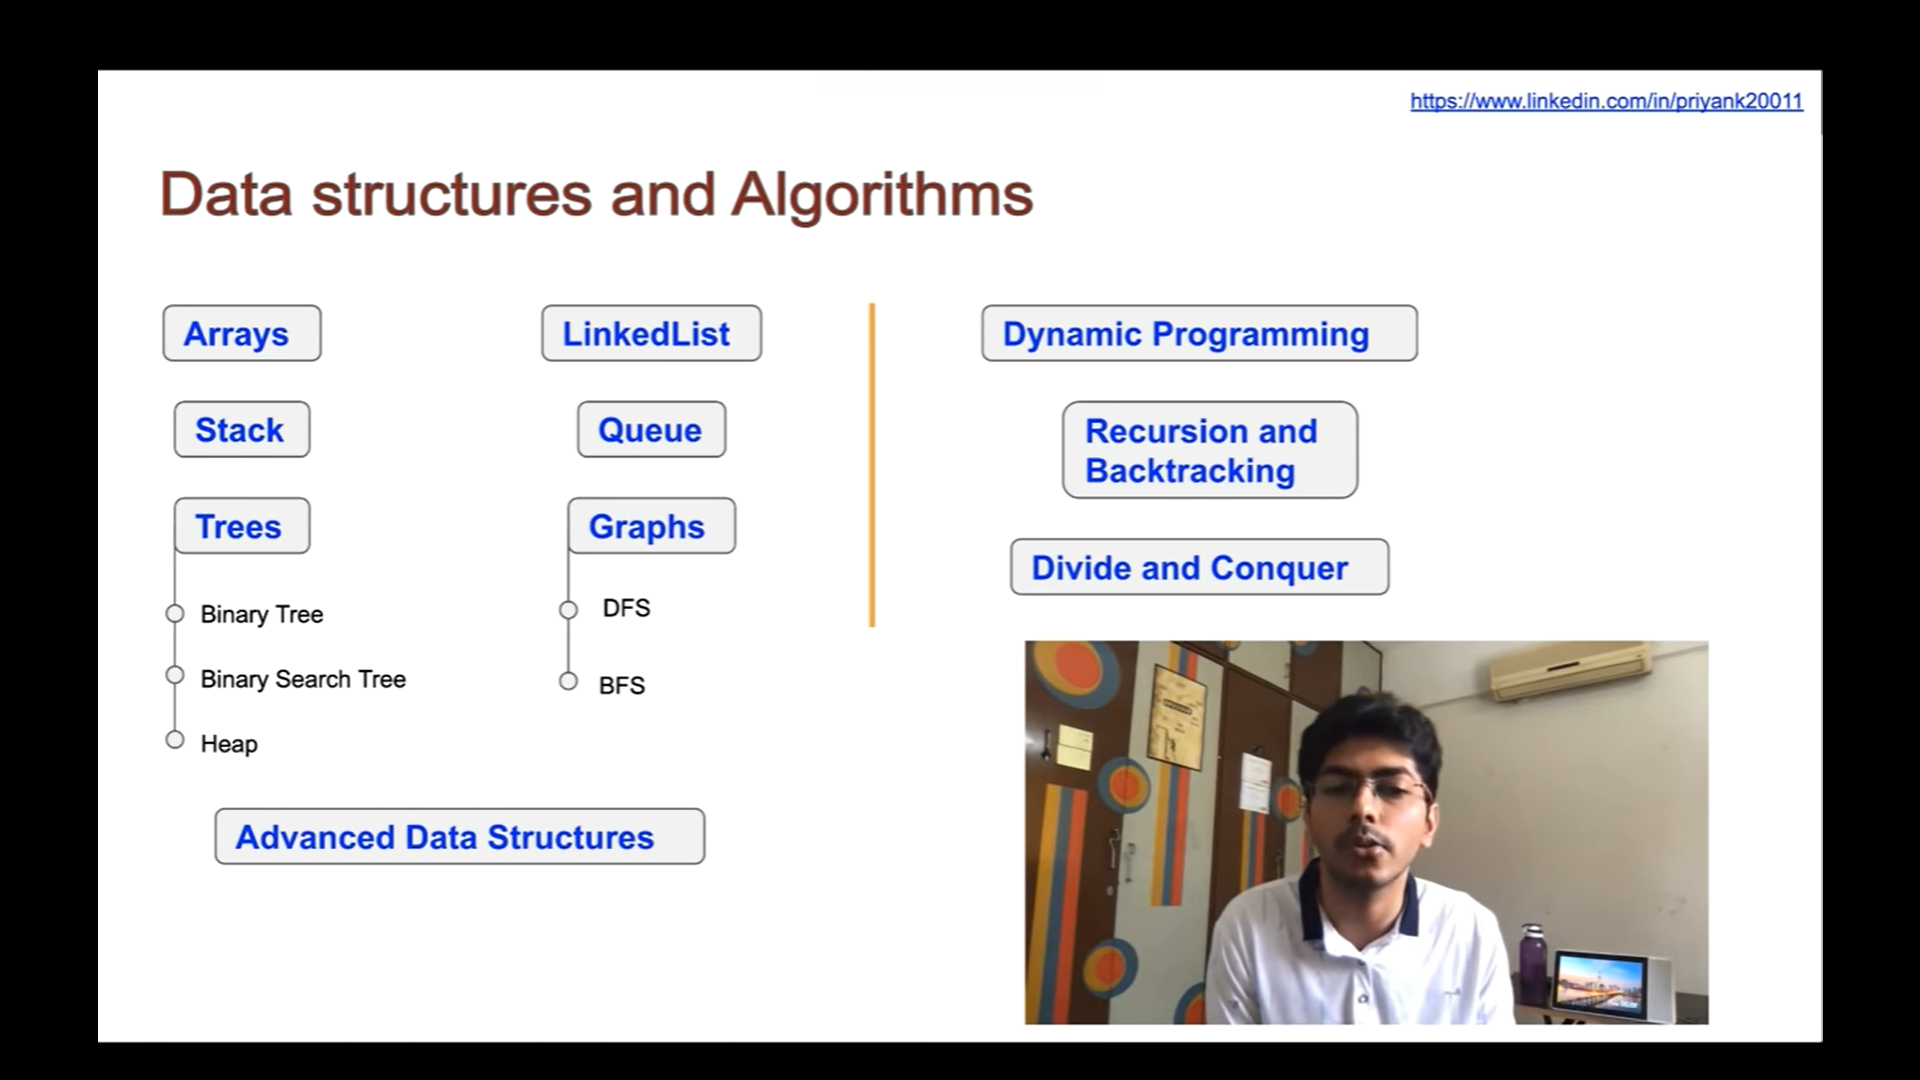 https://www.linkedin.com/in/priyank20011
Data structures and Algorithms
Arrays
LinkedList
Dynamic Programming
Stack
Queue
Recursion and
Backtracking
Trees
Graphs
Divide and Conquer
Binary Tree
DFS
Binary Search Tree
BFS
Heap
Advanced Data Structures